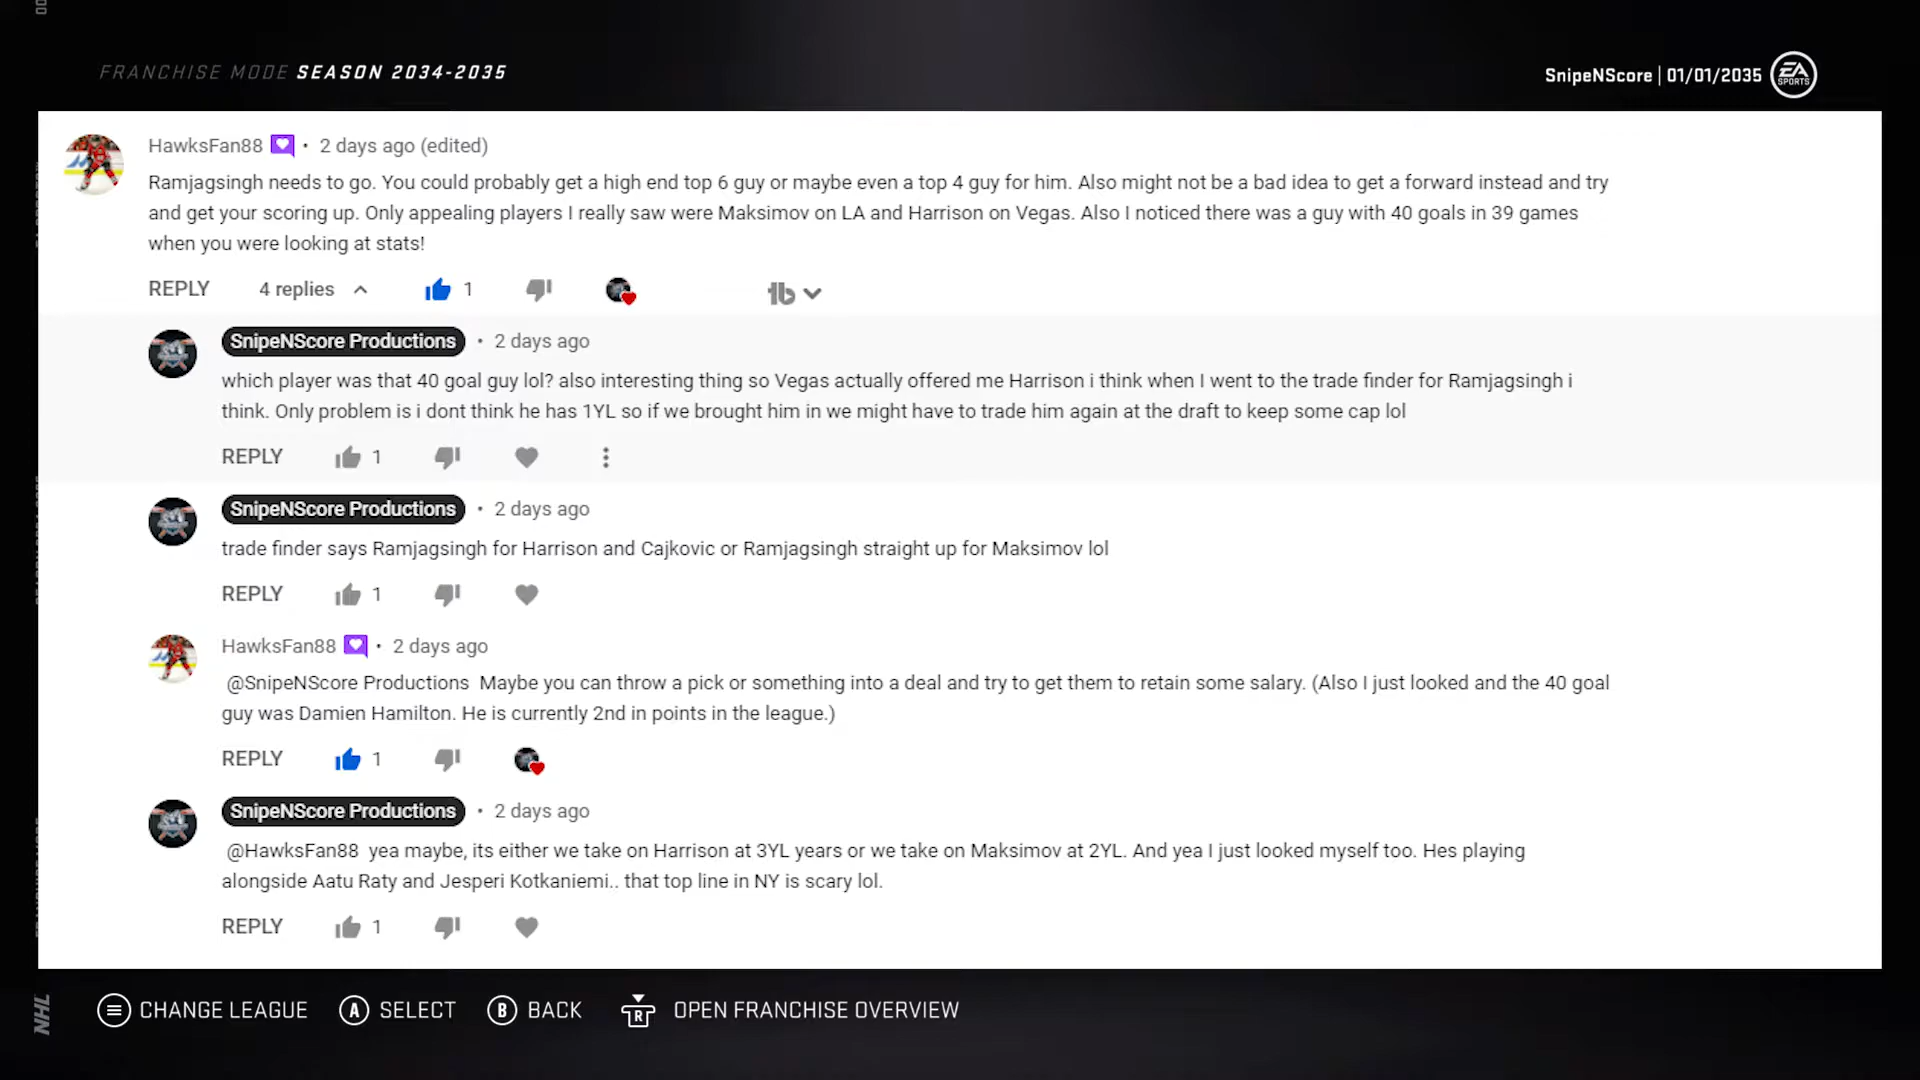 FRANCHISE MODE SEASON 2034-2035
SnipeNScore | 01/01/2035
EA SPORTS
HawksFan88 • 2 days ago (edited)
Ramjagsingh needs to go. You could probably get a high end top 6 guy or maybe even a top 4 guy for him. Also might not be a bad idea to get a forward instead and try
and get your scoring up. Only appealing players I really saw were Maksimov on LA and Harrison on Vegas. Also I noticed there was a guy with 40 goals in 39 games
when you were looking at stats!
REPLY 4 replies 1
SnipeNScore Productions • 2 days ago
which player was that 40 goal guy lol? also interesting thing so Vegas actually offered me Harrison i think when I went to the trade finder for Ramjagsingh i
think. Only problem is i dont think he has 1YL so if we brought him in we might have to trade him again at the draft to keep some cap lol
REPLY 1
SnipeNScore Productions • 2 days ago
trade finder says Ramjagsingh for Harrison and Cajkovic or Ramjagsingh straight up for Maksimov lol
REPLY 1
HawksFan88 • 2 days ago
@SnipeNScore Productions Maybe you can throw a pick or something into a deal and try to get them to retain some salary. (Also I just looked and the 40 goal
guy was Damien Hamilton. He is currently 2nd in points in the league.)
REPLY 1
SnipeNScore Productions • 2 days ago
@HawksFan88 yea maybe, its either we take on Harrison at 3YL years or we take on Maksimov at 2YL. And yea I just looked myself too. Hes playing
alongside Aatu Raty and Jesperi Kotkaniemi.. that top line in NY is scary lol.
REPLY 1
NHL
CHANGE LEAGUE A SELECT B BACK R OPEN FRANCHISE OVERVIEW